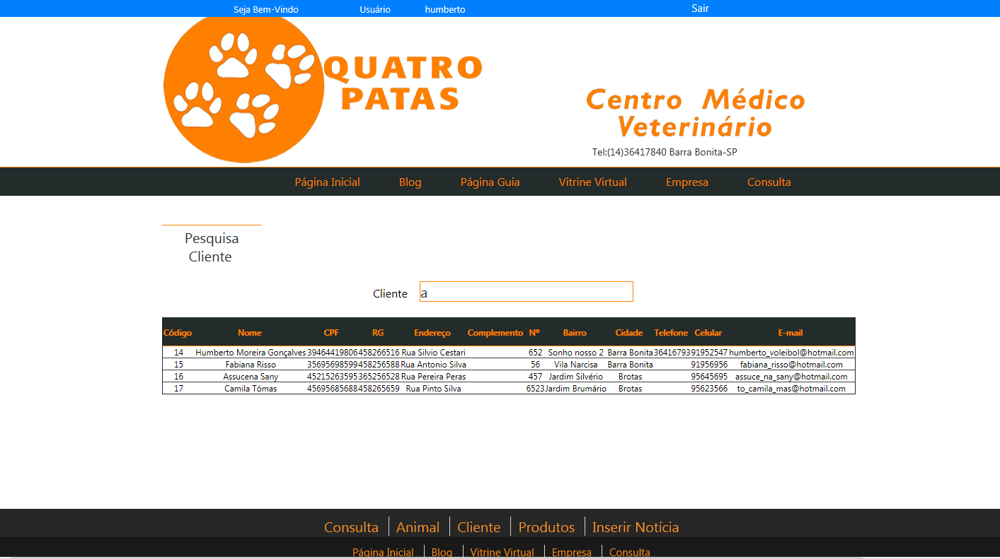 Seja Bem-Vindo Usuário humberto Sair
QUATRO
PATAS
Centro Médico
Veterinário
Tel:(14)36417840 Barra Bonita-SP
Página Inicial Blog Página Guia Vitrine Virtual Empresa Consulta
Pesquisa
Cliente
Cliente a
Código Nome CPF RG Endereço Complemento Nº Bairro Cidade Telefone Celular E-mail
14 Humberto Moreira Gonçalves 39464419806 458266516 Rua Silvio Cestari 652 Sonho nosso 2 Barra Bonita 36416793 91952547 humberto_voleibol@hotmail.com
15 Fabiana Risso 35695698599 458256588 Rua Antonio Silva 56 Vila Narcisa Barra Bonita 91956956 fabiana_risso@hotmail.com
16 Assucena Sany 45215263595 365256528 Rua Pereira Peras 457 Jardim Silvério Brotas 95645695 assuce_na_sany@hotmail.com
17 Camila Tómas 45695685688 458265659 Rua Pinto Silva 6523 Jardim Brumário Brotas 95623566 to_camila_mas@hotmail.com
Consulta Animal Cliente Produtos Inserir Notícia
Página Inicial Blog Vitrine Virtual Empresa Consulta